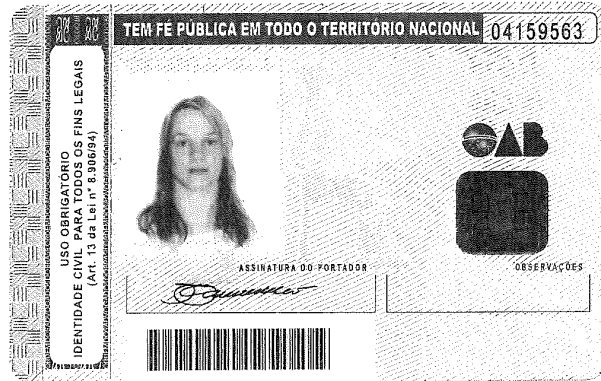 TEM FÉ PÚBLICA EM TODO O TERRITÓRIO NACIONAL 04159563
USO OBRIGATÓRIO
IDENTIDADE CIVIL PARA TODOS OS FINS LEGAIS
(Art. 13 da Lei nº 8.906/94)
OAB
ASSINATURA DO PORTADOR
OBSERVAÇÕES